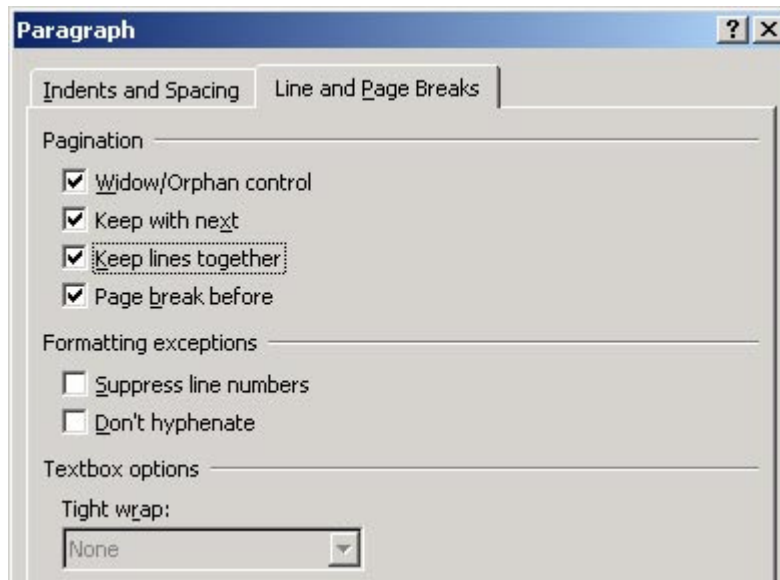 Paragraph
Indents and Spacing
Line and Page Breaks
Pagination
Widow/Orphan control
Keep with next
Keep lines together
Page break before
Formatting exceptions
Suppress line numbers
Don't hyphenate
Textbox options
Tight wrap:
None